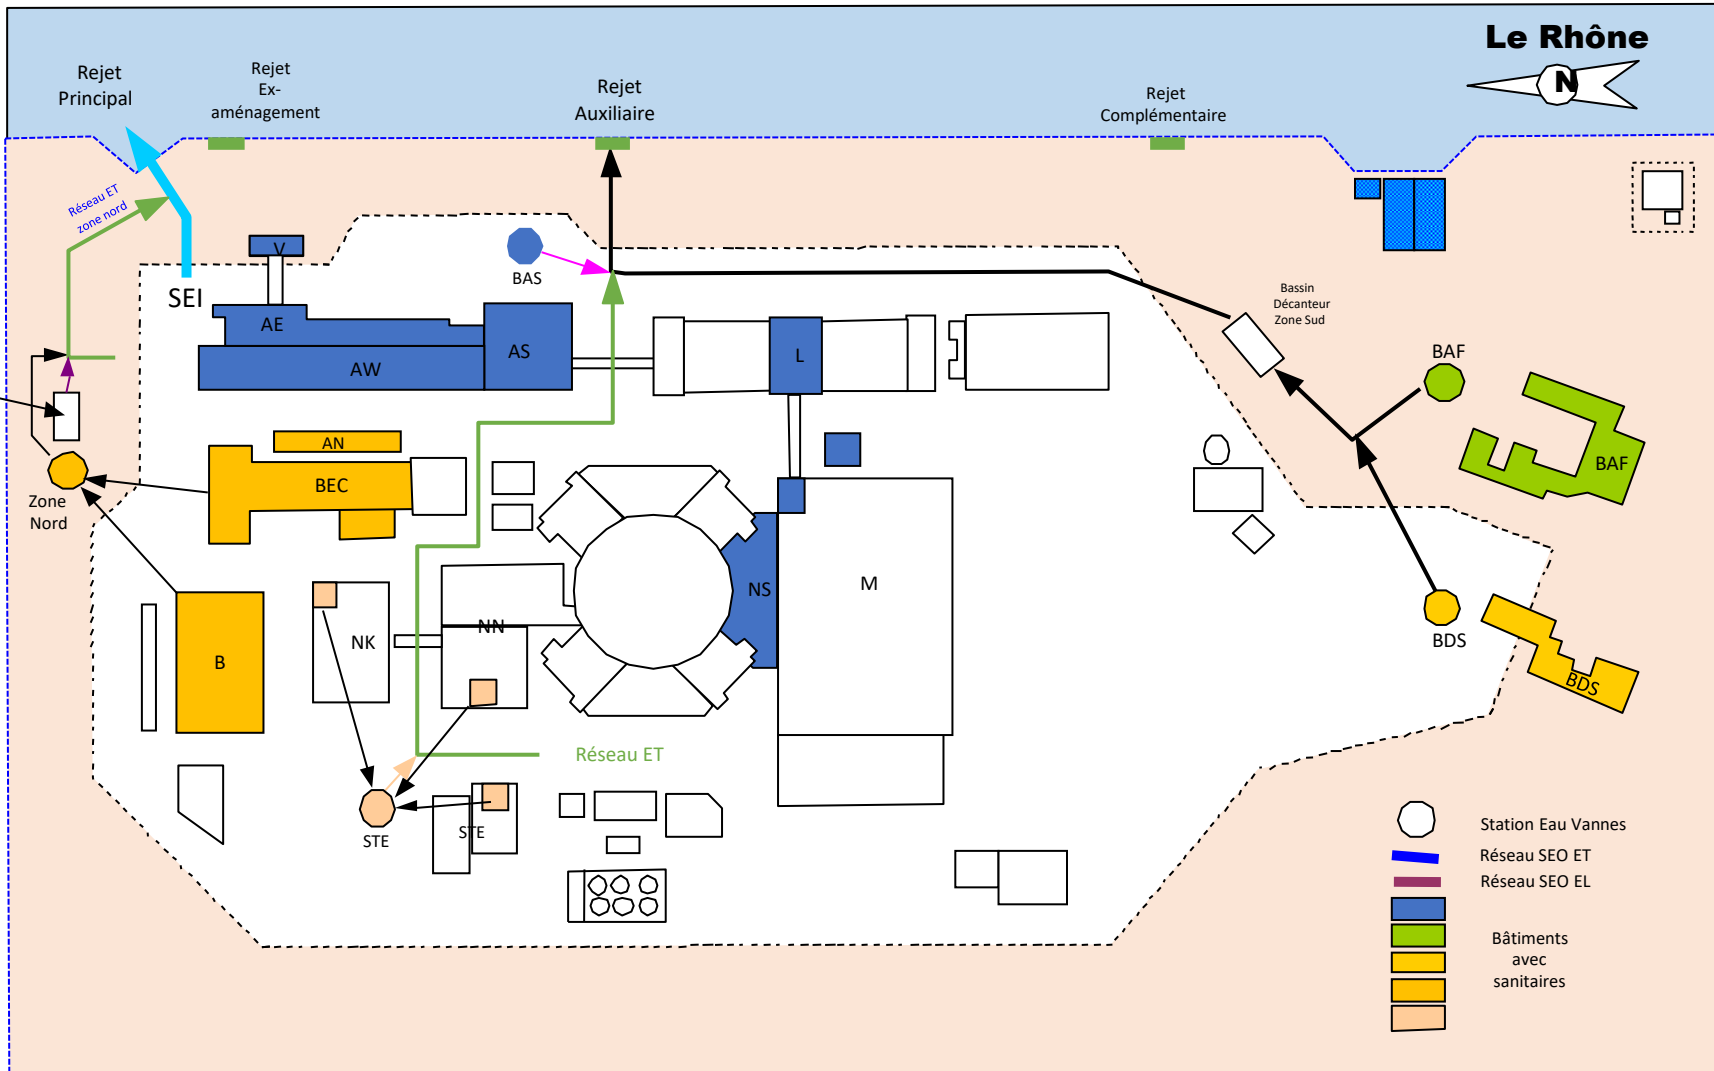 Le Rhône
N
Rejet
Principal
Rejet
Ex-
aménagement
Rejet
Auxiliaire
Rejet
Complémentaire
Réseau ET
zone nord
SEI
V
BAS
AE
AS
AW
L
Bassin
Décanteur
Zone Sud
BAF
BAF
AN
BEC
Zone
Nord
B
NK
NN
NS
M
BDS
BDS
Réseau ET
STE
STE
Station Eau Vannes
Réseau SEO ET
Réseau SEO EL
Bâtiments
avec
sanitaires